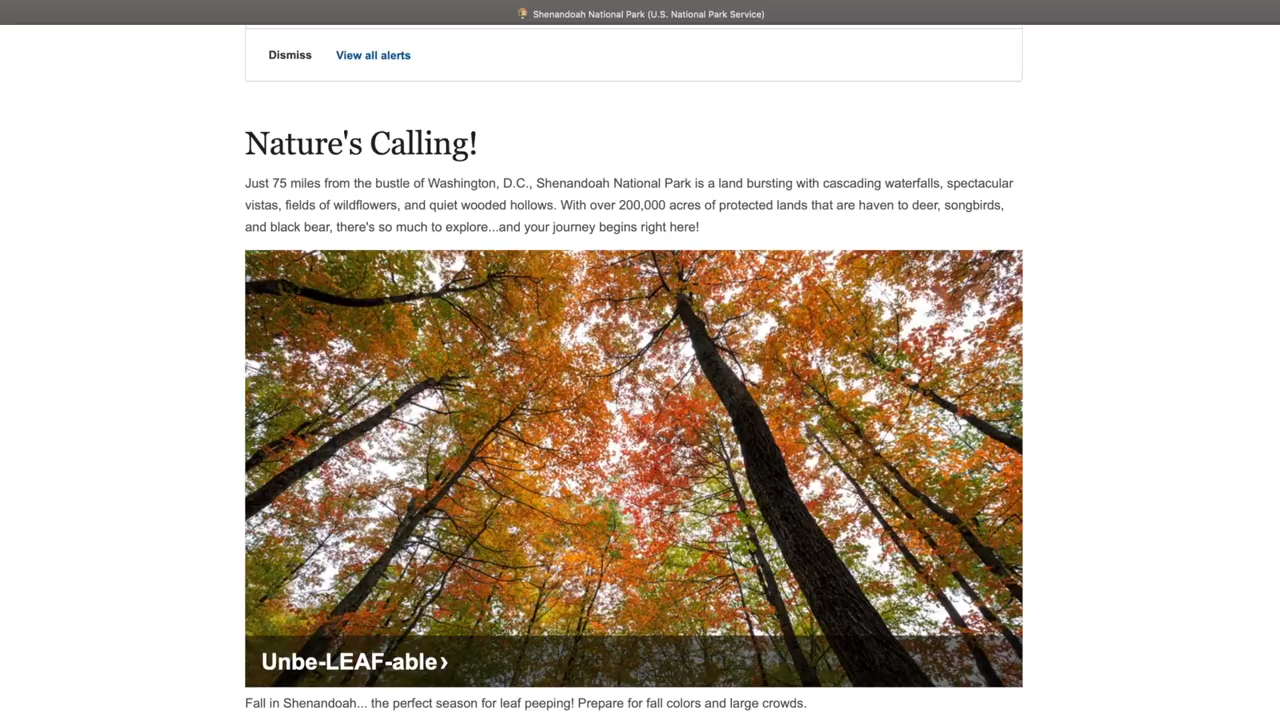 Shenandoah National Park (U.S. National Park Service)
Dismiss View all alerts
Nature's Calling!
Just 75 miles from the bustle of Washington, D.C., Shenandoah National Park is a land bursting with cascading waterfalls, spectacular
vistas, fields of wildflowers, and quiet wooded hollows. With over 200,000 acres of protected lands that are haven to deer, songbirds,
and black bear, there's so much to explore...and your journey begins right here!
Unbe-LEAF-able›
Fall in Shenandoah... the perfect season for leaf peeping! Prepare for fall colors and large crowds.